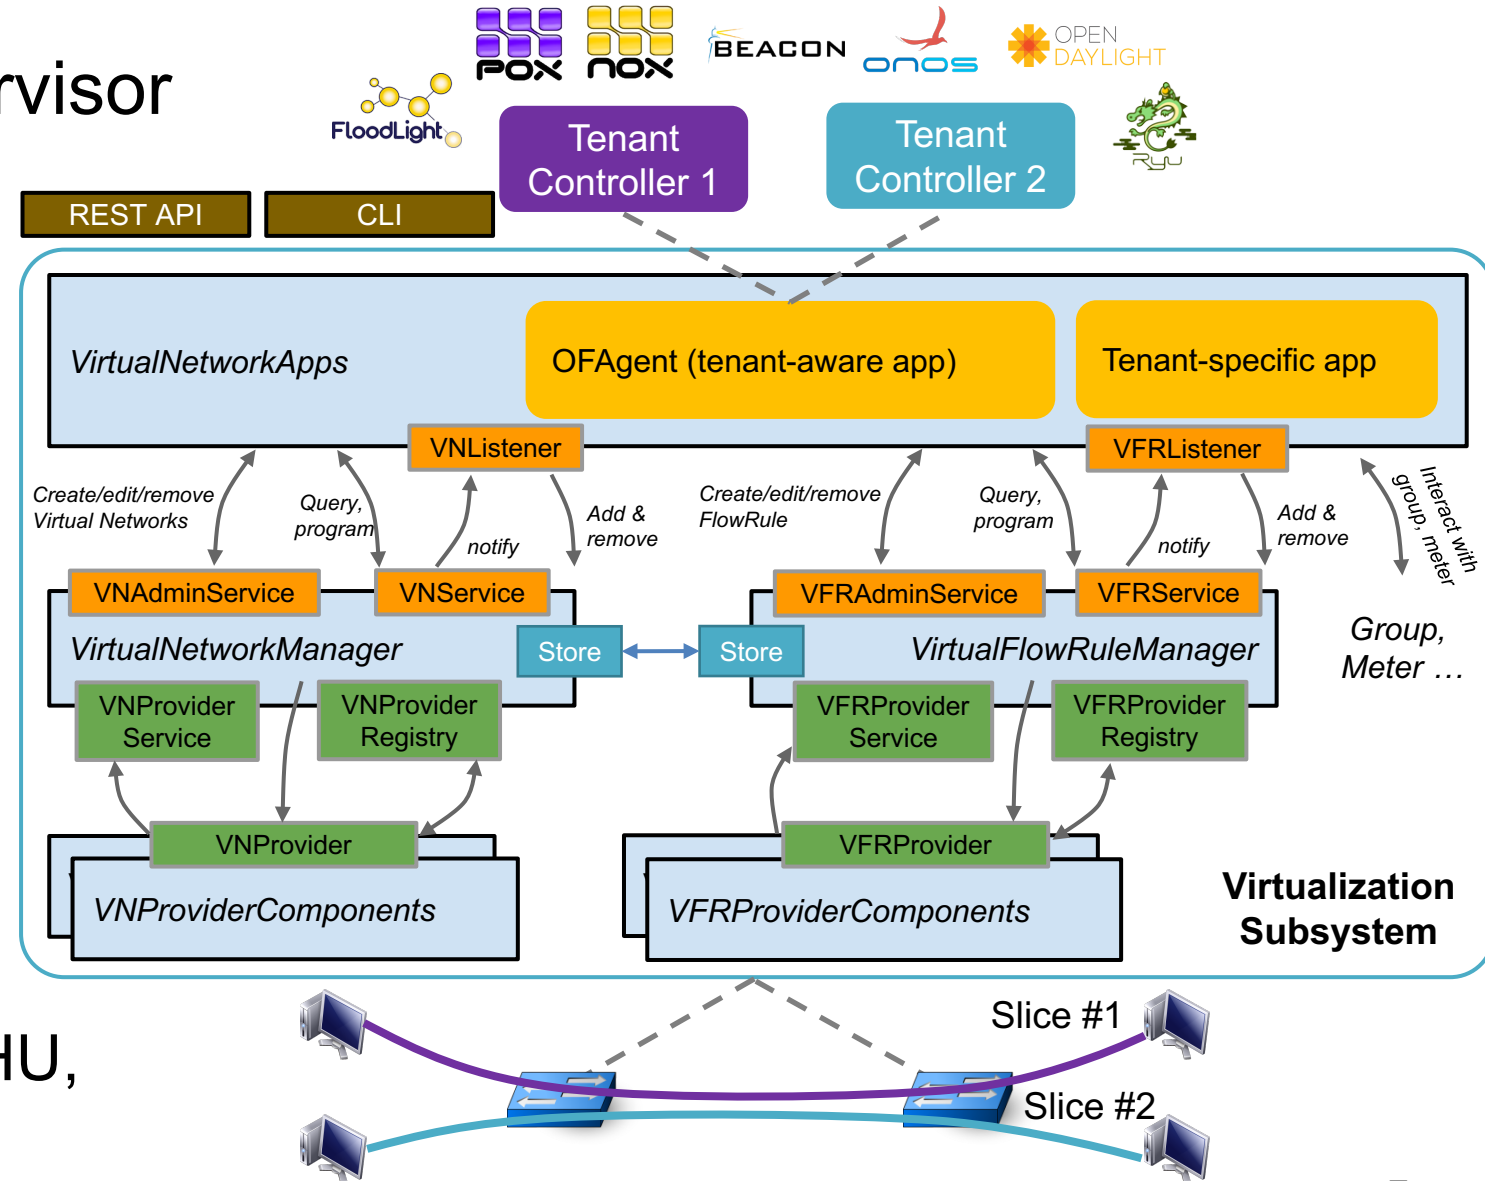 rvisor
POX
nox
BEACON
onos
OPEN
DAYLIGHT
FloodLight
Tenant
Controller 1
Tenant
Controller 2
RYU
REST API
CLI
VirtualNetworkApps
OFAgent (tenant-aware app)
Tenant-specific app
VNListener
VFRListener
Create/edit/remove
Virtual Networks
Query,
program
notify
Add &
remove
Create/edit/remove
FlowRule
Query,
program
notify
Add &
remove
Interact with
group, meter
VNAdminService
VNService
VFRAdminService
VFRService
VirtualNetworkManager
Store
Store
VirtualFlowRuleManager
Group,
Meter …
VNProvider
Service
VNProvider
Registry
VFRProvider
Service
VFRProvider
Registry
VNProvider
VFRProvider
VNProviderComponents
VFRProviderComponents
Virtualization
Subsystem
Slice #1
HU,
Slice #2